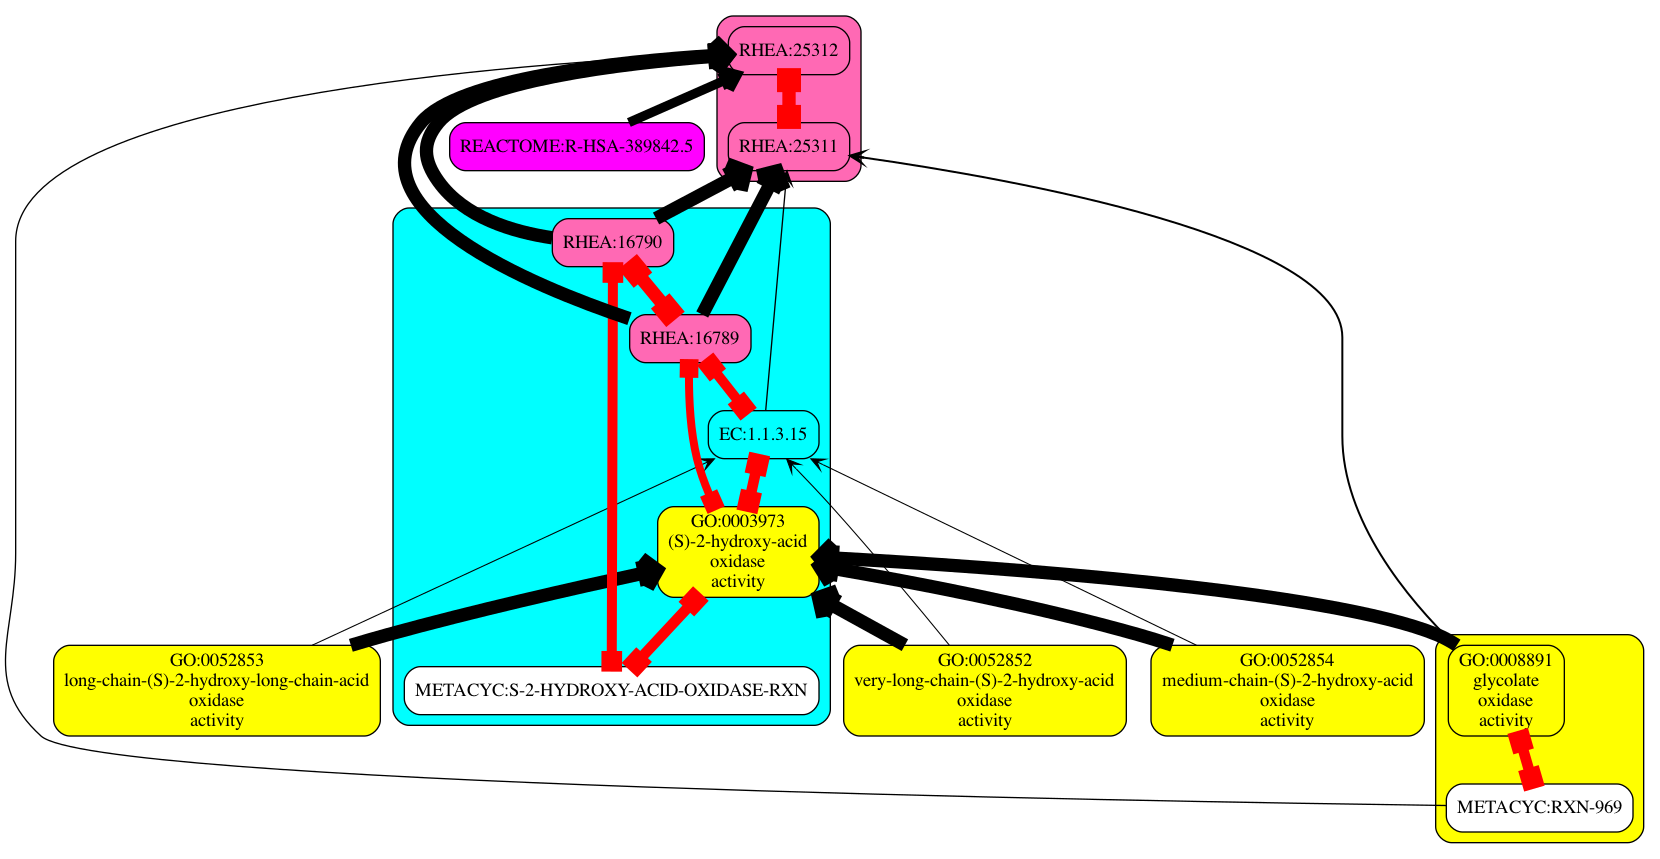 RHEA:25312
REACTOME:R-HSA-389842.5
RHEA:25311
RHEA:16790
RHEA:16789
EC:1.1.3.15
GO:0003973
(S)-2-hydroxy-acid
oxidase
activity
GO:0052853
long-chain-(S)-2-hydroxy-long-chain-acid
oxidase
activity
METACYC:S-2-HYDROXY-ACID-OXIDASE-RXN
GO:0052852
very-long-chain-(S)-2-hydroxy-acid
oxidase
activity
GO:0052854
medium-chain-(S)-2-hydroxy-acid
oxidase
activity
GO:0008891
glycolate
oxidase
activity
METACYC:RXN-969